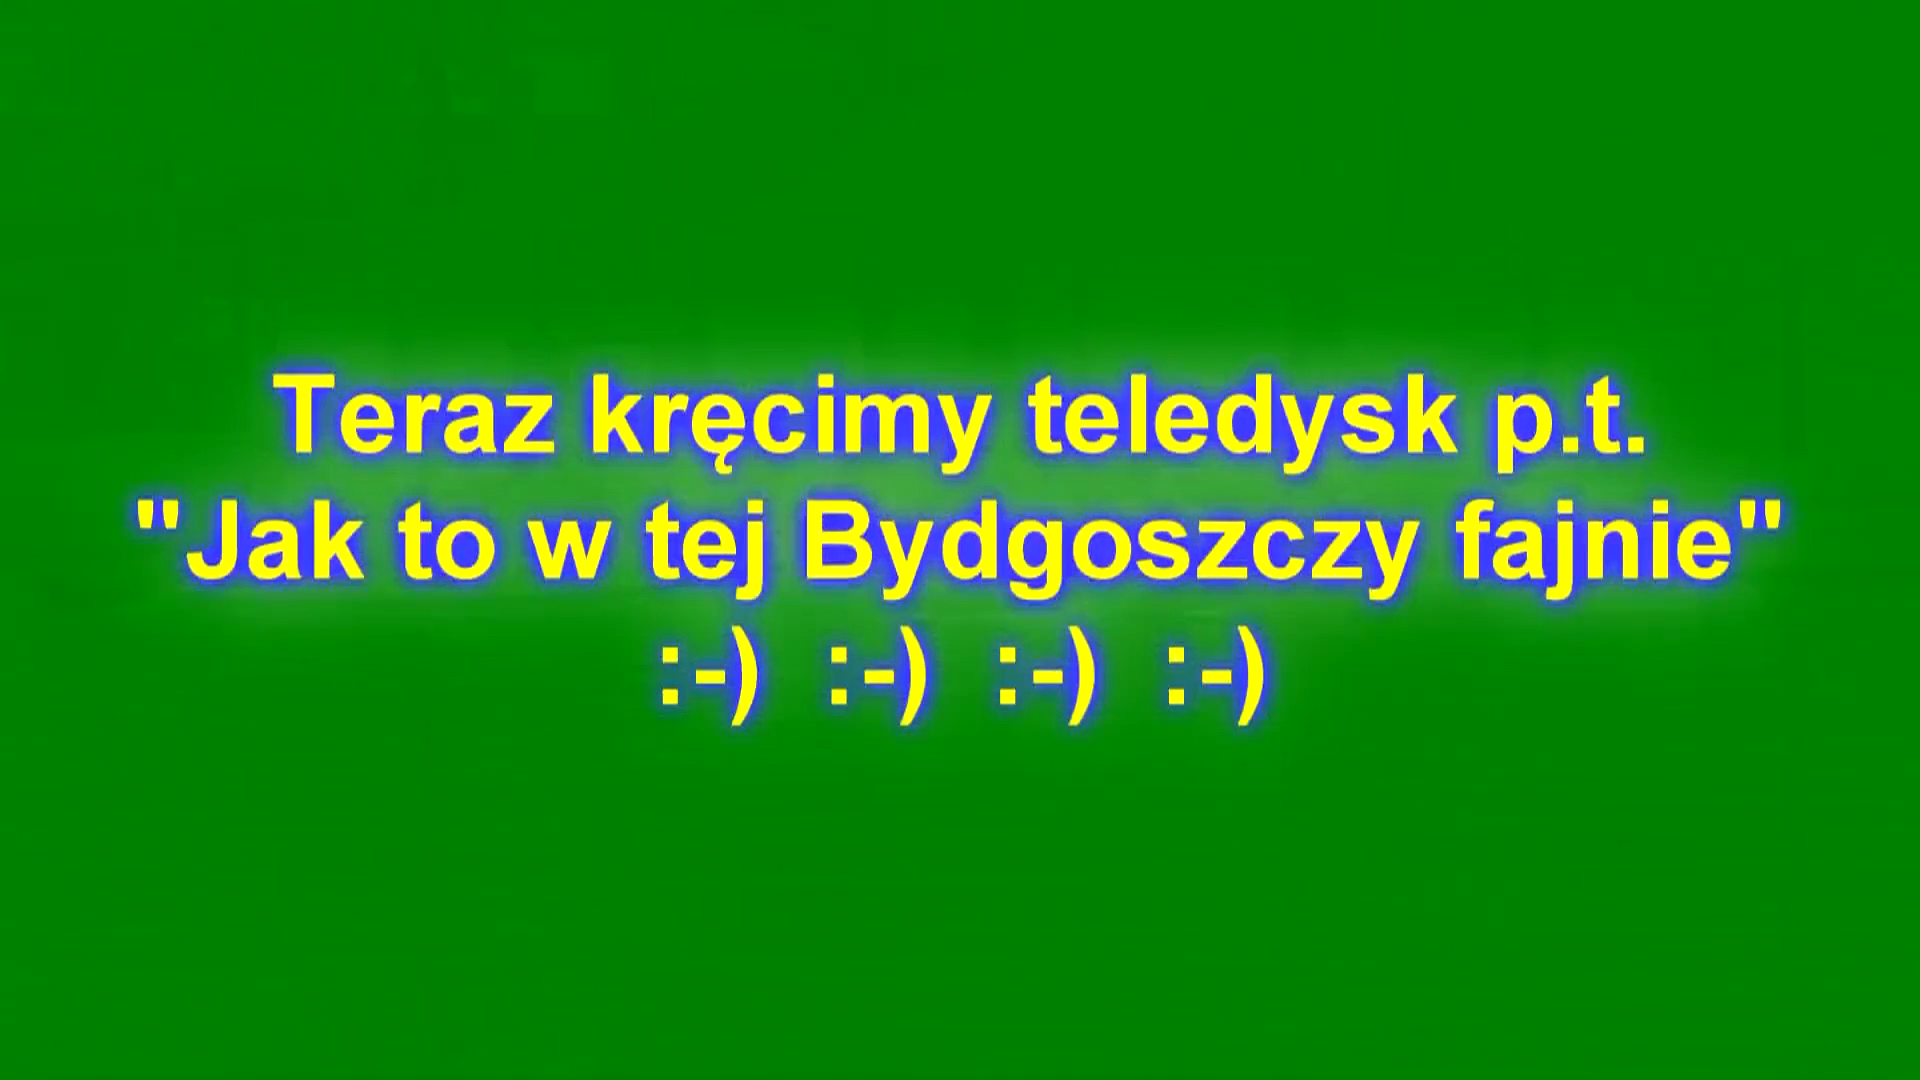 Teraz kręcimy teledysk p.t.
"Jak to w tej Bydgoszczy fajnie"
:-) :-) :-) :-)